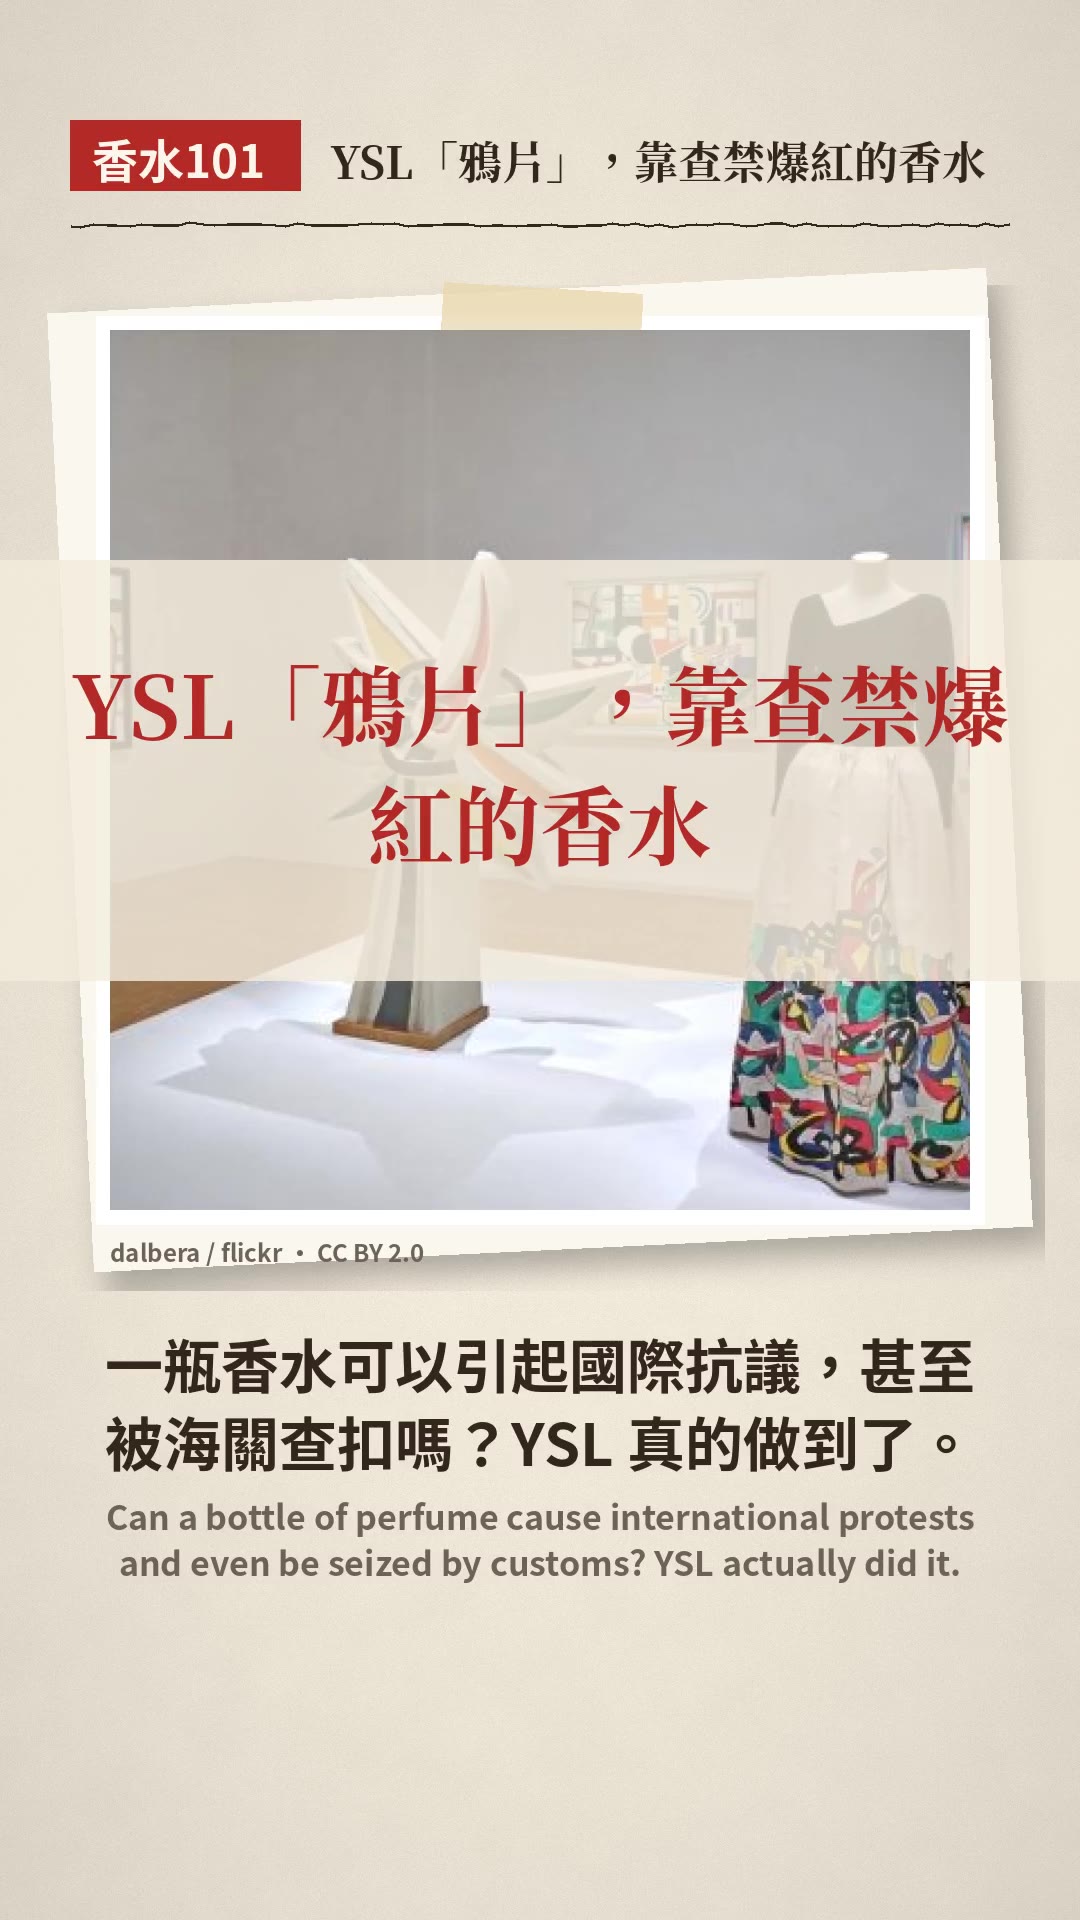 香水101
YSL「鴉片」，靠查禁爆紅的香水
YSL「鴉片」，靠查禁爆
紅的香水
dalbera / flickr ・ CC BY 2.0
一瓶香水可以引起國際抗議，甚至
被海關查扣嗎？YSL 真的做到了。
Can a bottle of perfume cause international protests
and even be seized by customs? YSL actually did it.